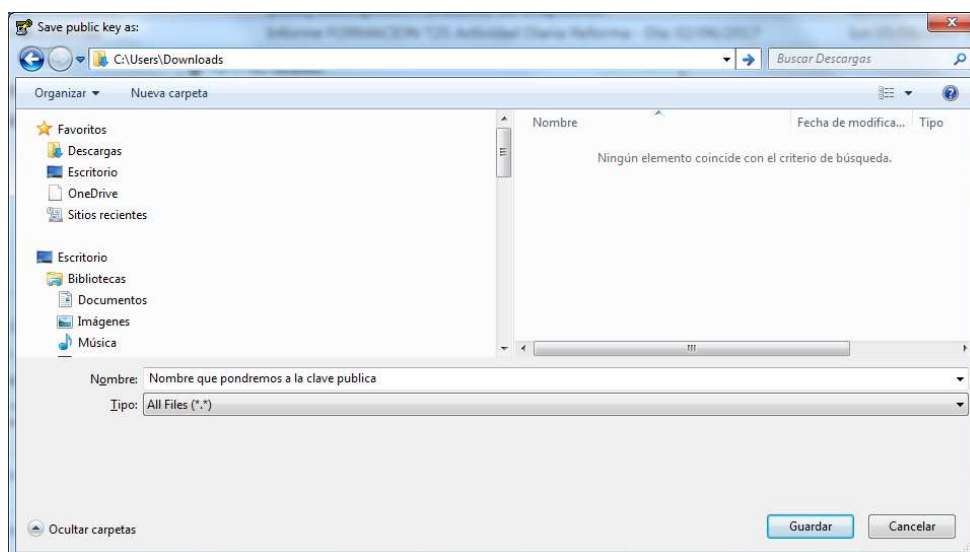 Save public key as:
C:\Users\Downloads
Buscar Descargas
Organizar
Nueva carpeta
Favoritos
Descargas
Escritorio
OneDrive
Sitios recientes
Escritorio
Bibliotecas
Documentos
Imágenes
Música
Nombre
Fecha de modifica...
Tipo
Ningún elemento coincide con el criterio de búsqueda.
Nombre: Nombre que pondremos a la clave publica
Tipo: All Files (*.*)
Ocultar carpetas
Guardar
Cancelar